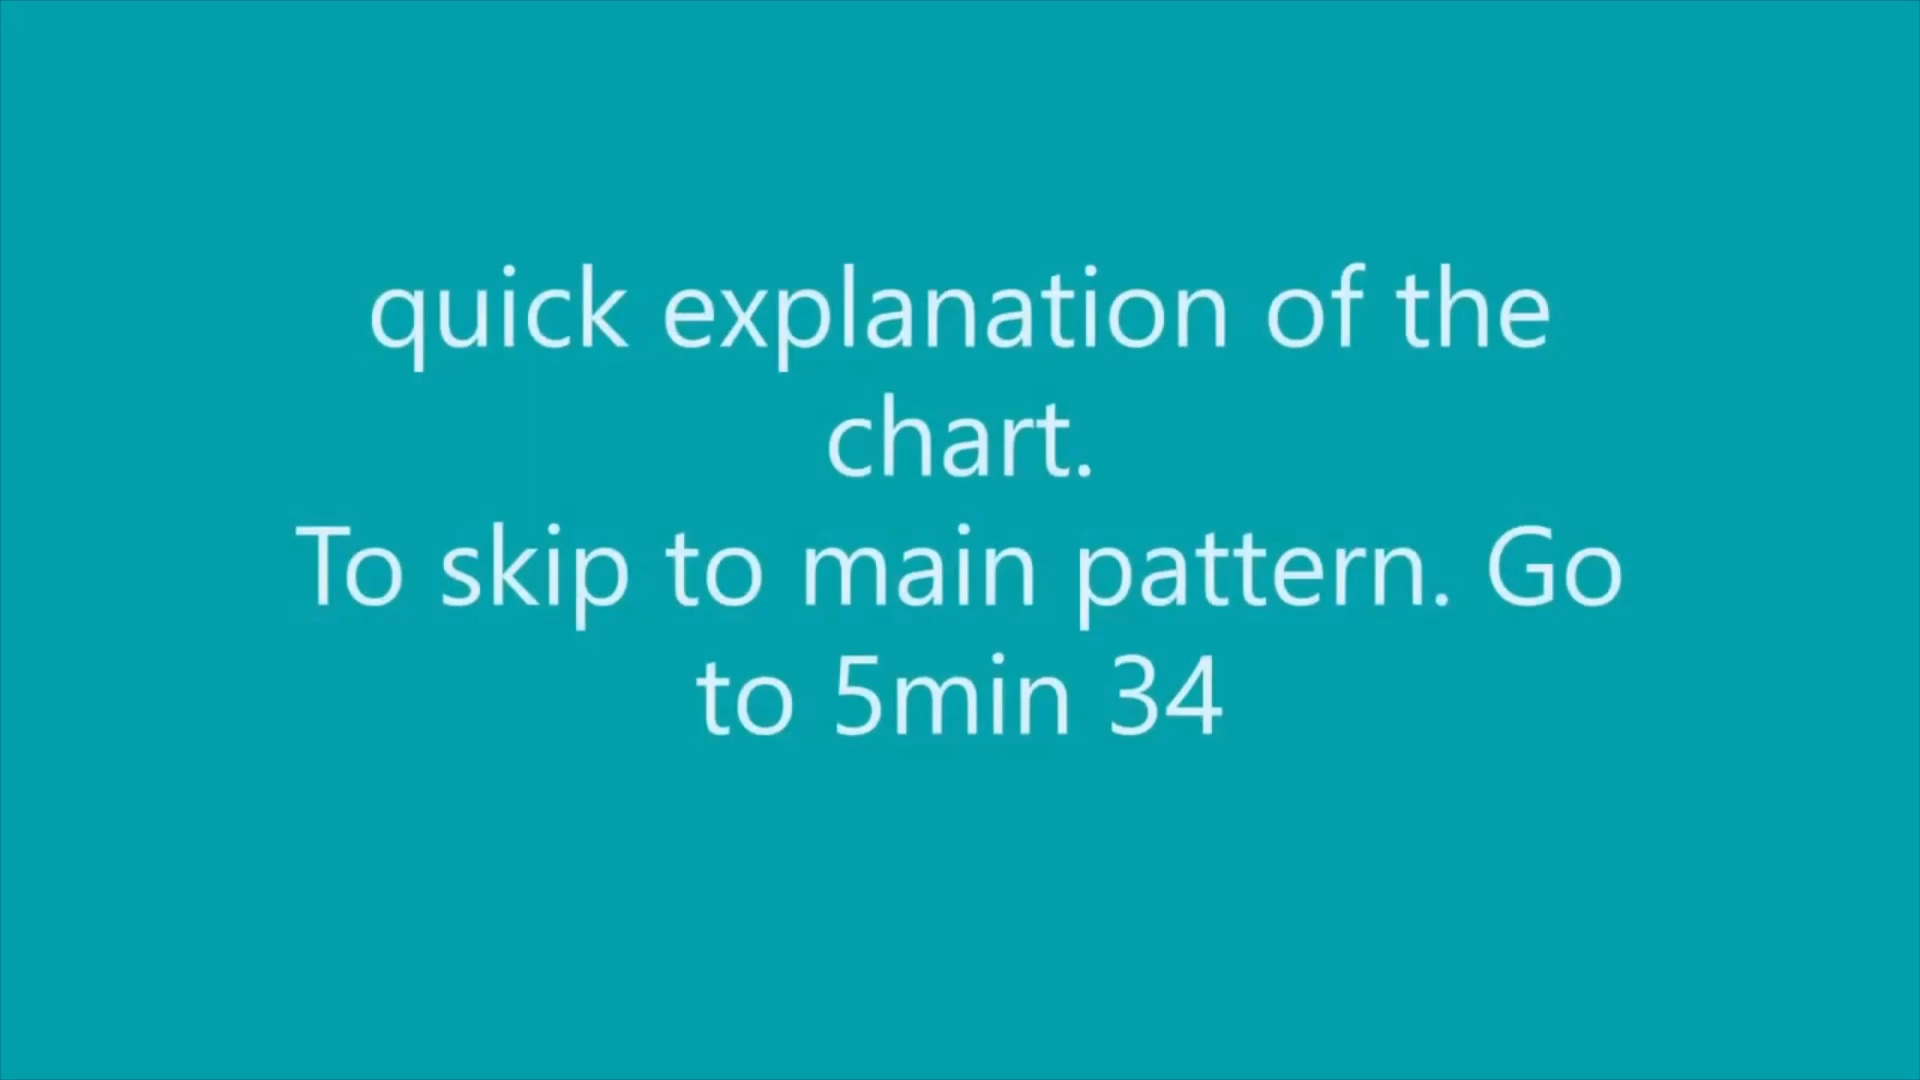 quick explanation of the
chart.
To skip to main pattern. Go
to 5min 34